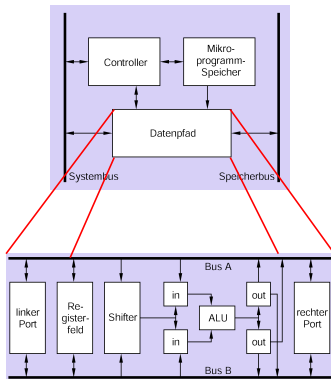 Controller
Mikro-
programm-
Speicher
Datenpfad
Systembus
Speicherbus
Bus A
linker
Port
Re-
gister-
feld
Shifter
in
in
ALU
out
out
rechter
Port
Bus B